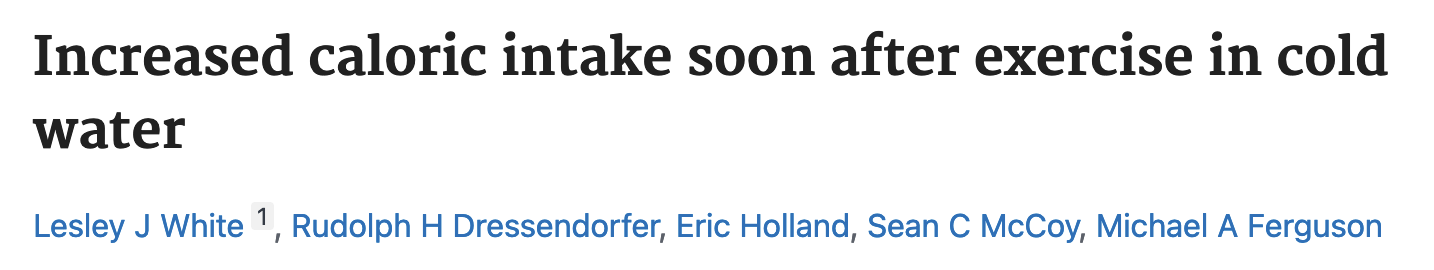 Increased caloric intake soon after exercise in cold
water
Lesley J White 1, Rudolph H Dressendorfer, Eric Holland, Sean C McCoy, Michael A Ferguson